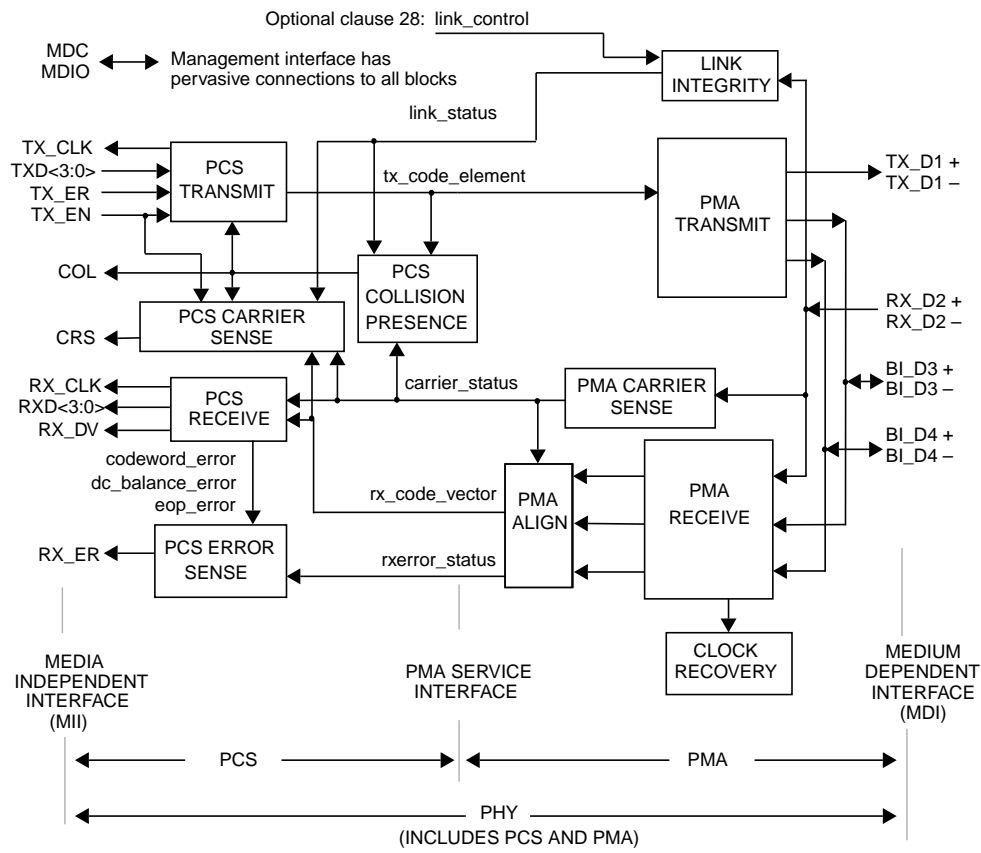 Optional clause 28: link_control
MDC
MDIO
Management interface has
pervasive connections to all blocks
LINK
INTEGRITY
link_status
TX_CLK
TXD<3:0>
TX_ER
TX_EN
PCS
TRANSMIT
tx_code_element
PMA
TRANSMIT
TX_D1 +
TX_D1 –
COL
PCS
COLLISION
PRESENCE
RX_D2 +
RX_D2 –
PCS CARRIER
SENSE
CRS
RX_CLK
RXD<3:0>
RX_DV
PCS
RECEIVE
carrier_status
PMA CARRIER
SENSE
BI_D3 +
BI_D3 –
BI_D4 +
BI_D4 –
codeword_error
dc_balance_error
eop_error
rx_code_vector
PMA
ALIGN
PMA
RECEIVE
RX_ER
PCS ERROR
SENSE
rxerror_status
CLOCK
RECOVERY
MEDIA
INDEPENDENT
INTERFACE
(MII)
PMA SERVICE
INTERFACE
MEDIUM
DEPENDENT
INTERFACE
(MDI)
PCS
PMA
PHY
(INCLUDES PCS AND PMA)